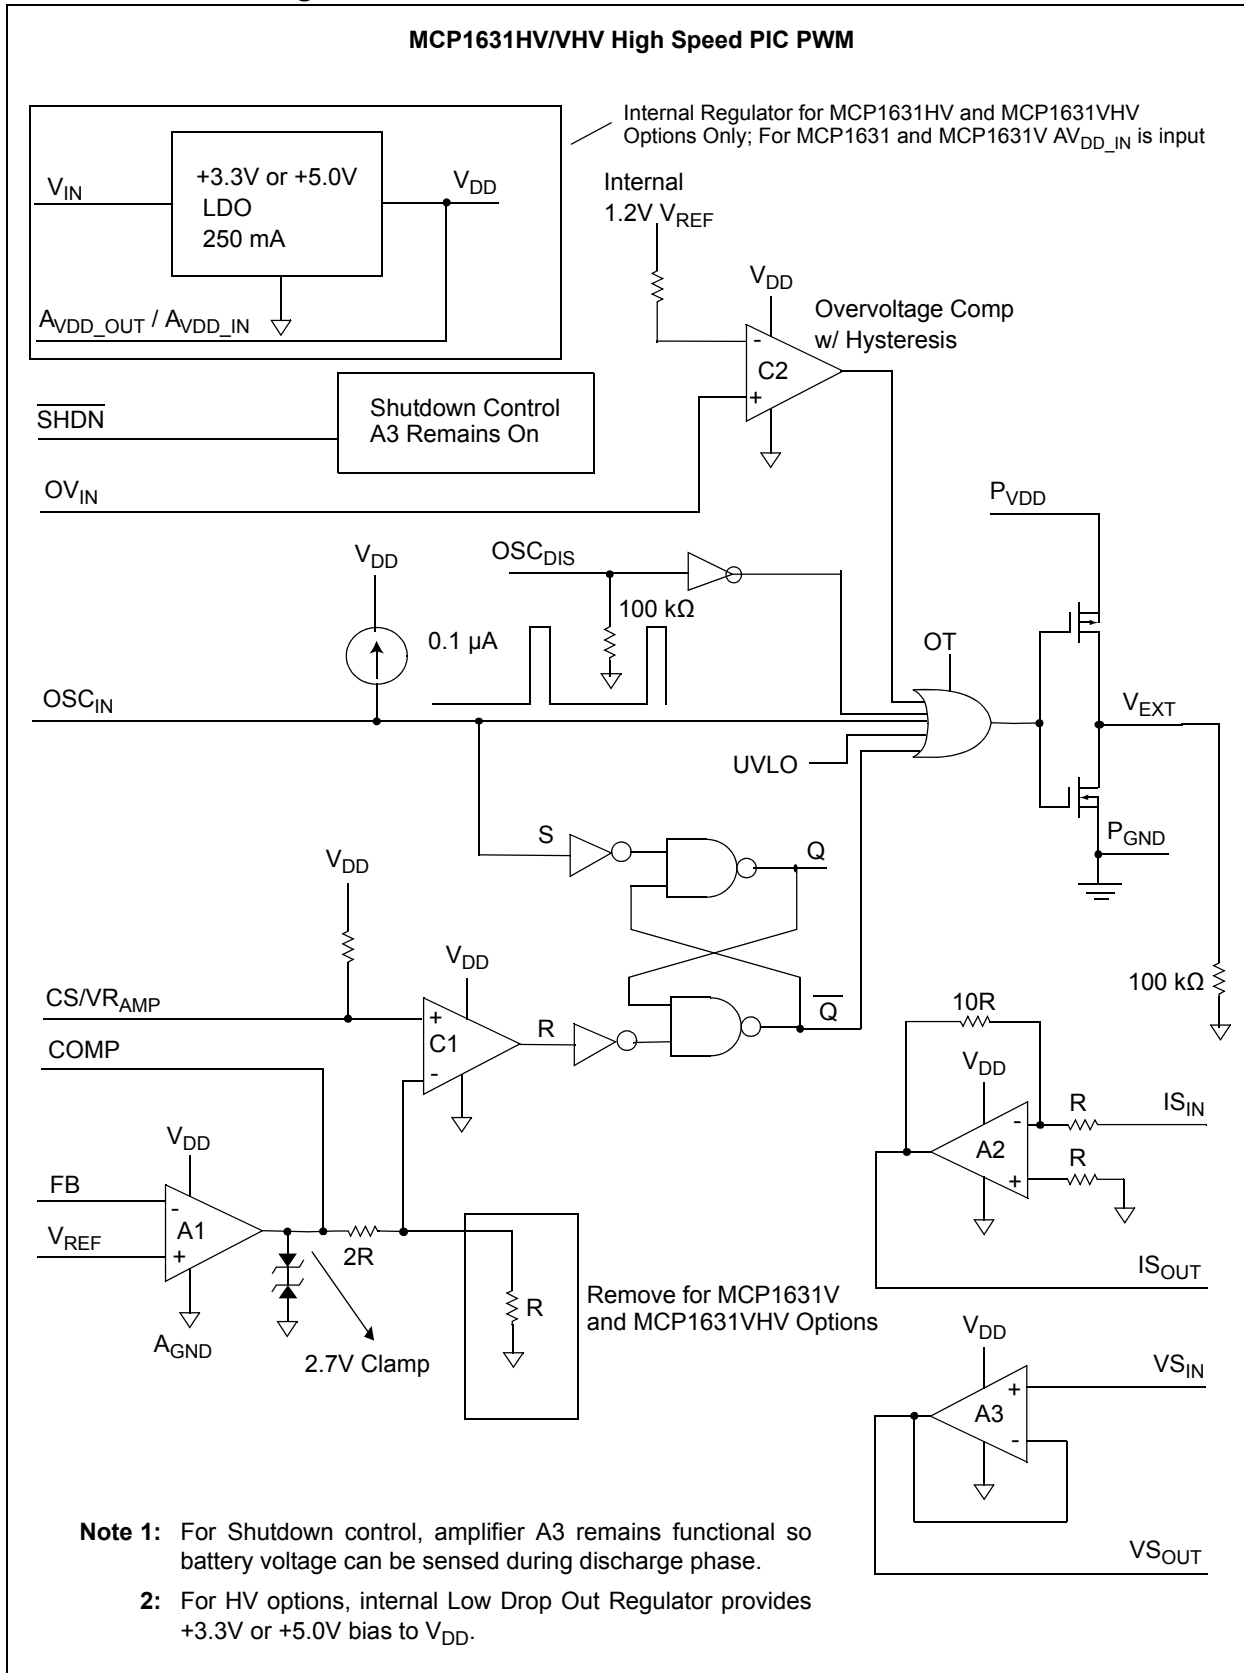 MCP1631HV/VHV High Speed PIC PWM
Internal Regulator for MCP1631HV and MCP1631VHV
Options Only; For MCP1631 and MCP1631V AVDD_IN is input
+3.3V or +5.0V
LDO
250 mA
VIN
VDD
AVDD_OUT / AVDD_IN
Internal
1.2V VREF
VDD
Overvoltage Comp
w/ Hysteresis
-
C2
+
SHDN
Shutdown Control
A3 Remains On
OVIN
PVDD
VDD
OSCDIS
100 kΩ
0.1 µA
OT
OSCIN
VEXT
UVLO
S
Q
PGND
VDD
VDD
100 kΩ
CS/VRAMP
+
C1
-
R
Q
10R
COMP
VDD
R
ISIN
-
A2
R
+
VDD
FB
-
A1
VREF
+
2R
R
ISOUT
Remove for MCP1631V
and MCP1631VHV Options
AGND
2.7V Clamp
VDD
VSIN
+
A3
-
VSOUT
Note 1: For Shutdown control, amplifier A3 remains functional so
battery voltage can be sensed during discharge phase.
2: For HV options, internal Low Drop Out Regulator provides
+3.3V or +5.0V bias to VDD.